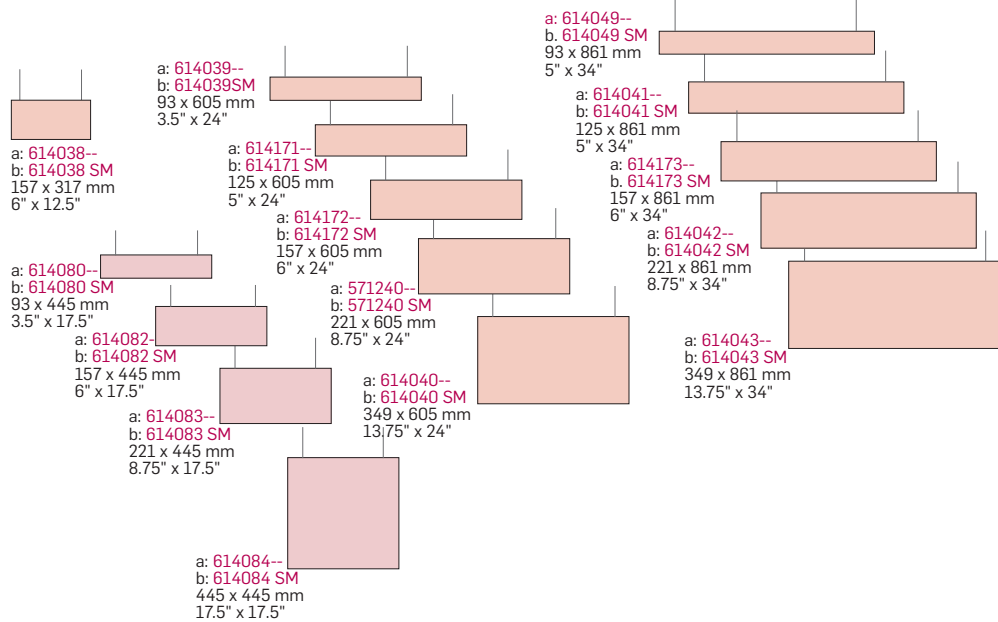 a: 614038--
b: 614038 SM
157 x 317 mm
6" x 12.5"
a: 614080--
b: 614080 SM
93 x 445 mm
3.5" x 17.5"
a: 614082-
b: 614082 SM
157 x 445 mm
6" x 17.5"
a: 614083--
b: 614083 SM
221 x 445 mm
8.75" x 17.5"
a: 614084--
b: 614084 SM
445 x 445 mm
17.5" x 17.5"
a: 614039--
b: 614039SM
93 x 605 mm
3.5" x 24"
a: 614171--
b: 614171 SM
125 x 605 mm
5" x 24"
a: 614172--
b: 614172 SM
157 x 605 mm
6" x 24"
a: 571240--
b: 571240 SM
221 x 605 mm
8.75" x 24"
a: 614040--
b: 614040 SM
349 x 605 mm
13.75" x 24"
a: 614049--
b. 614049 SM
93 x 861 mm
5" x 34"
a: 614041--
b. 614041 SM
125 x 861 mm
5" x 34"
a: 614173--
b. 614173 SM
157 x 861 mm
6" x 34"
a: 614042--
b: 614042 SM
221 x 861 mm
8.75" x 34"
a: 614043--
b: 614043 SM
349 x 861 mm
13.75" x 34"